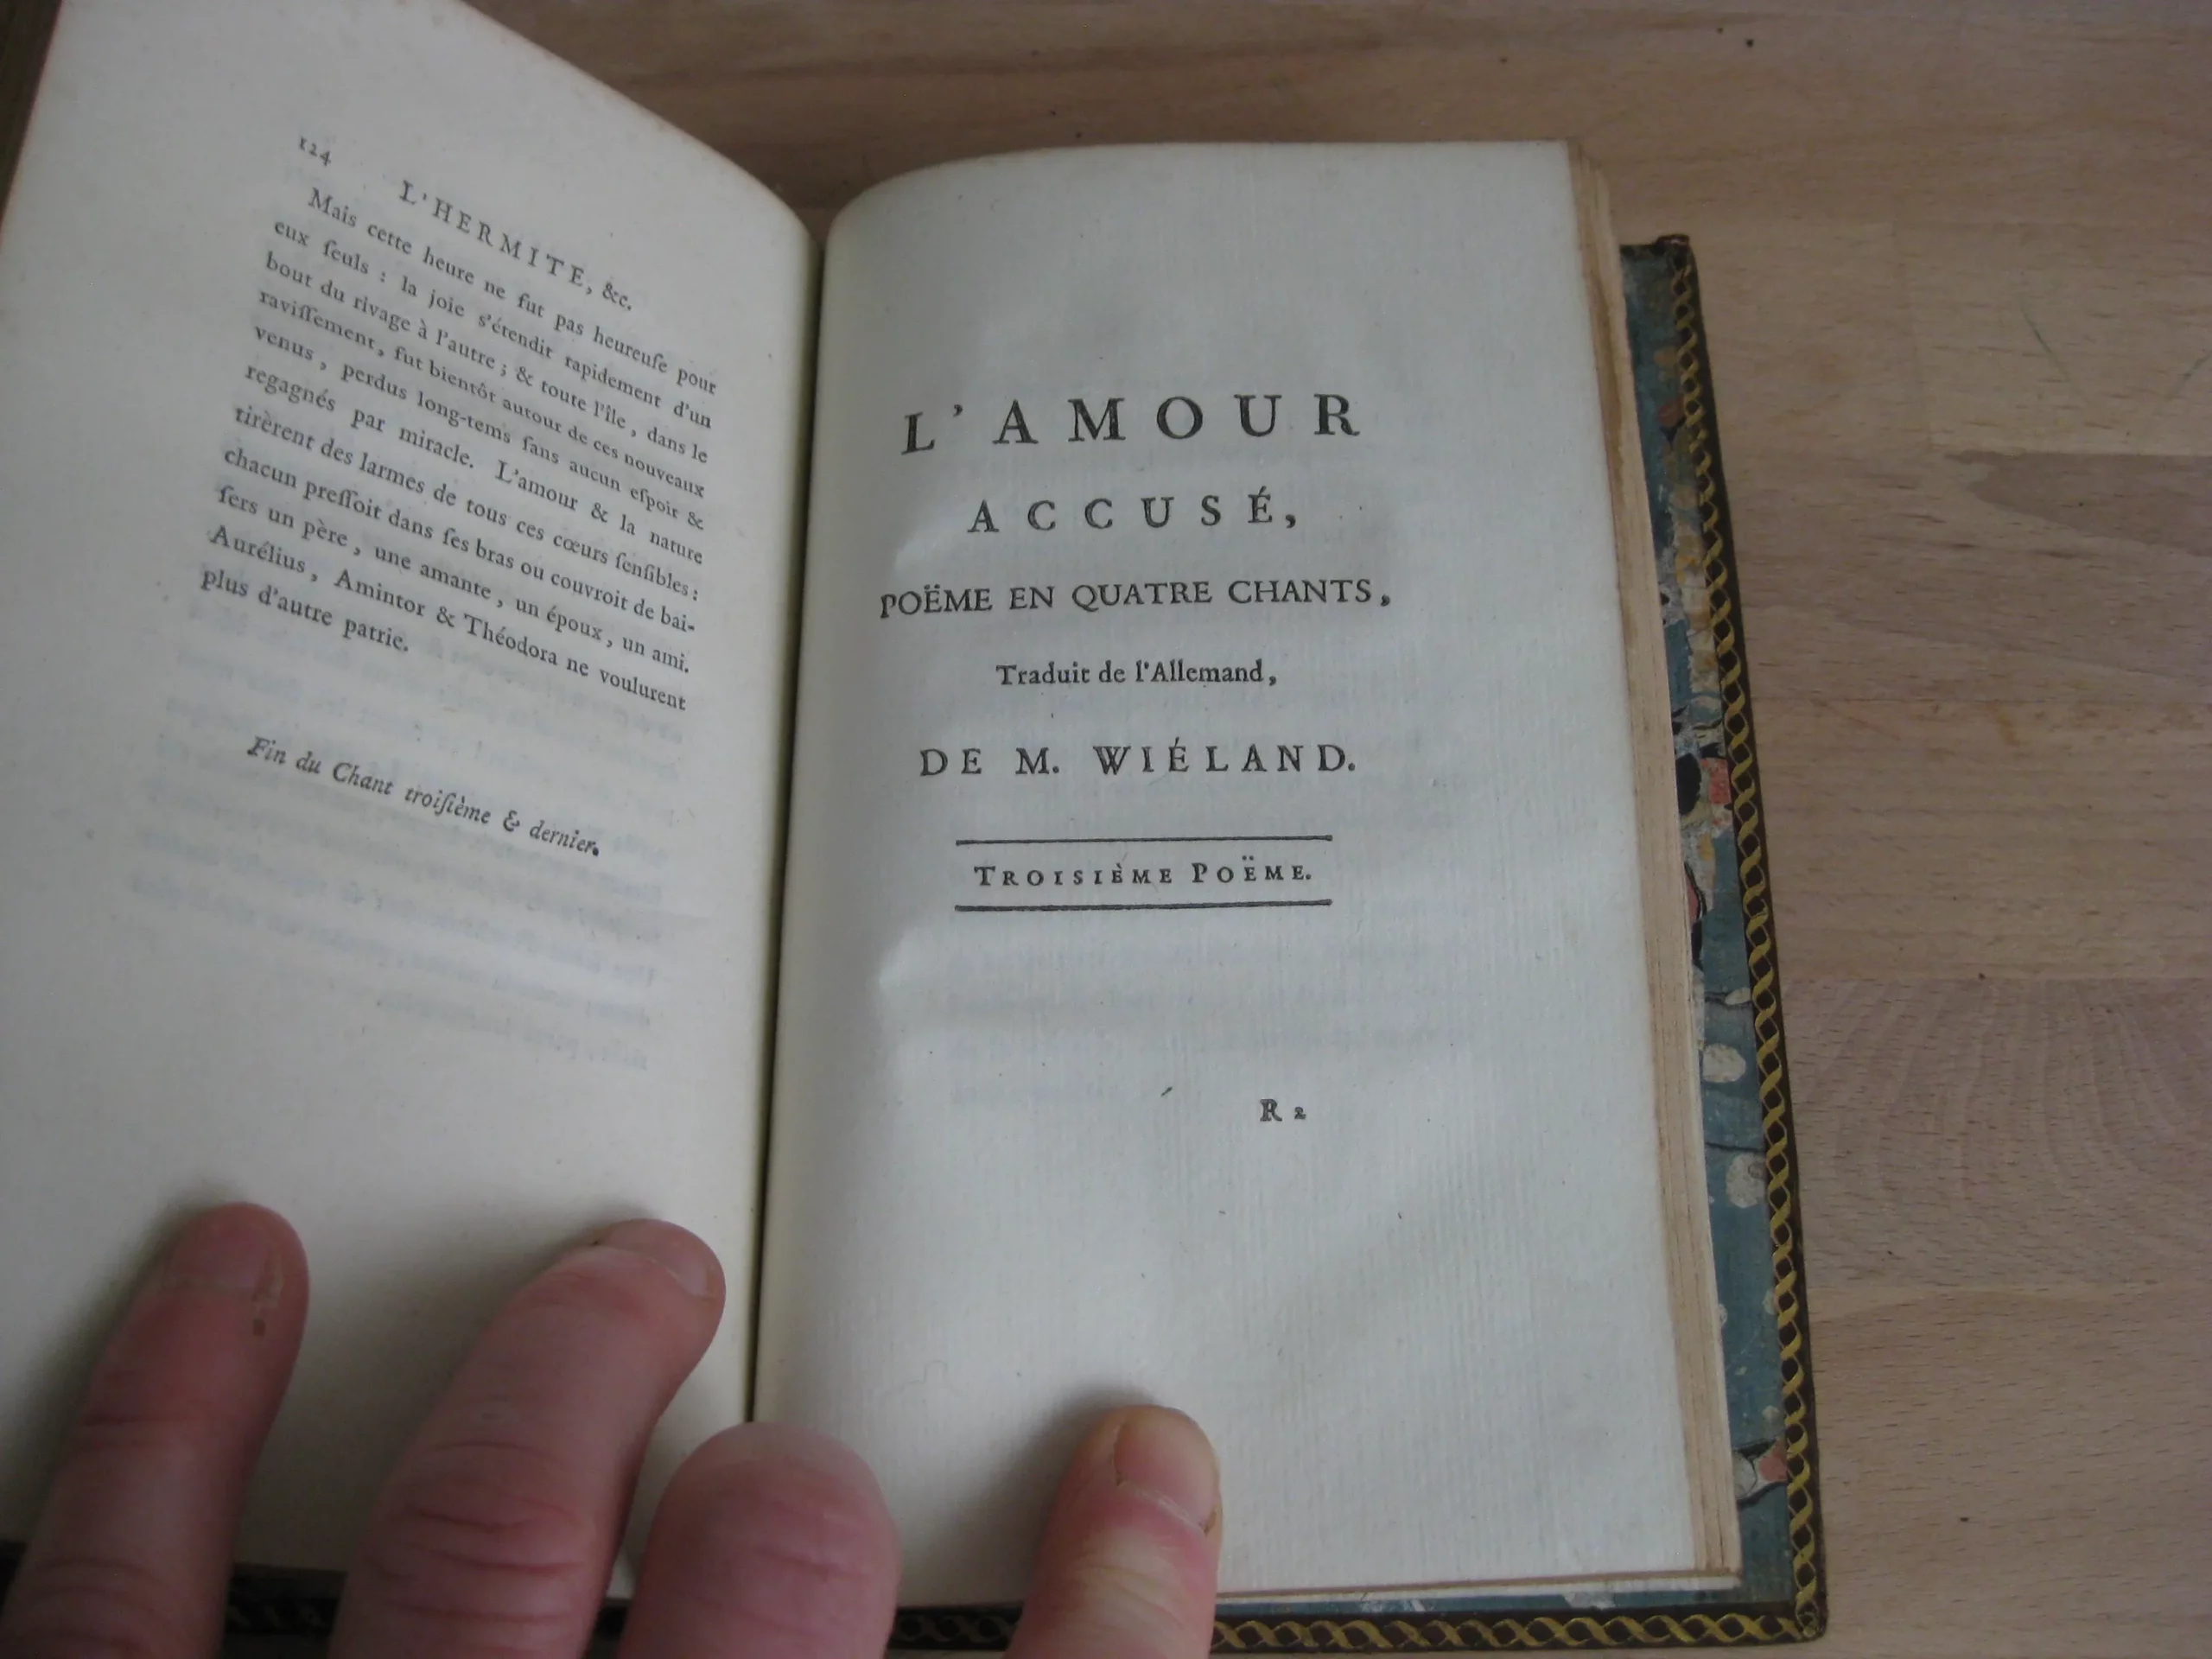 124
L'HERMITE, &c.
Mais cette heure ne fut pas heureuſe pour
eux ſeuls : la joie s'étendit rapidement d'un
bout du rivage à l'autre ; & toute l'île, dans le
raviſſement, fut bientôt autour de ces nouveaux
venus, perdus long-tems ſans aucun eſpoir &
regagnés par miracle. L'amour & la nature
tirèrent des larmes de tous ces cœurs ſenſibles :
chacun preſſoit dans ſes bras ou couvroit de bai-
ſers un père, une amante, un époux, un ami.
Aurélius, Amintor & Théodora ne voulurent
plus d'autre patrie.
Fin du Chant troiſième & dernier.
L'AMOUR
ACCUSÉ,
POËME EN QUATRE CHANTS,
Traduit de l'Allemand,
DE M. WIÉLAND.
TROISIÈME POËME.
R 2